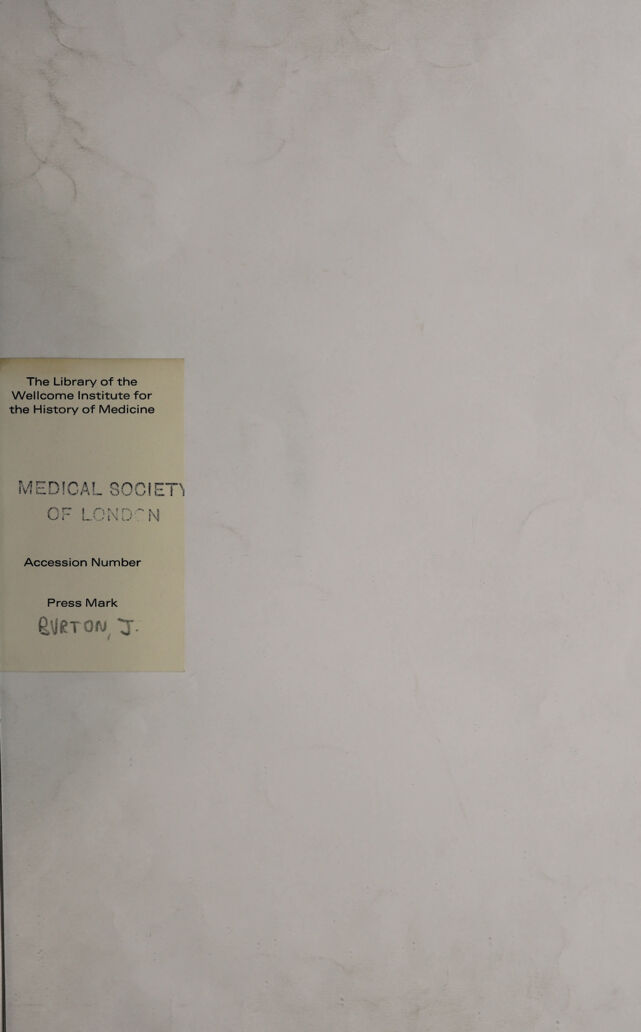 The Library of the
Wellcome Institute for
the History of Medicine
MEDICAL SOCIETY
OF LONDON
Accession Number
Press Mark
BURTON, J.